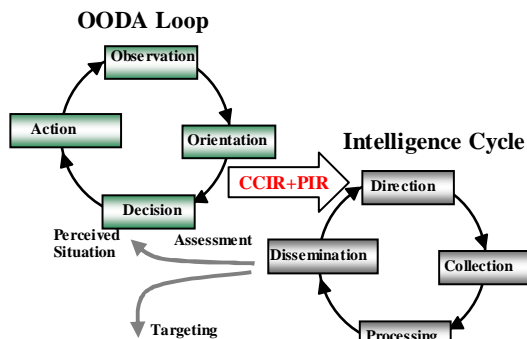 OODA Loop
Observation
Action
Orientation
Intelligence Cycle
CCIR+PIR
Direction
Decision
Perceived
Situation
Assessment
Dissemination
Collection
Targeting
Processing